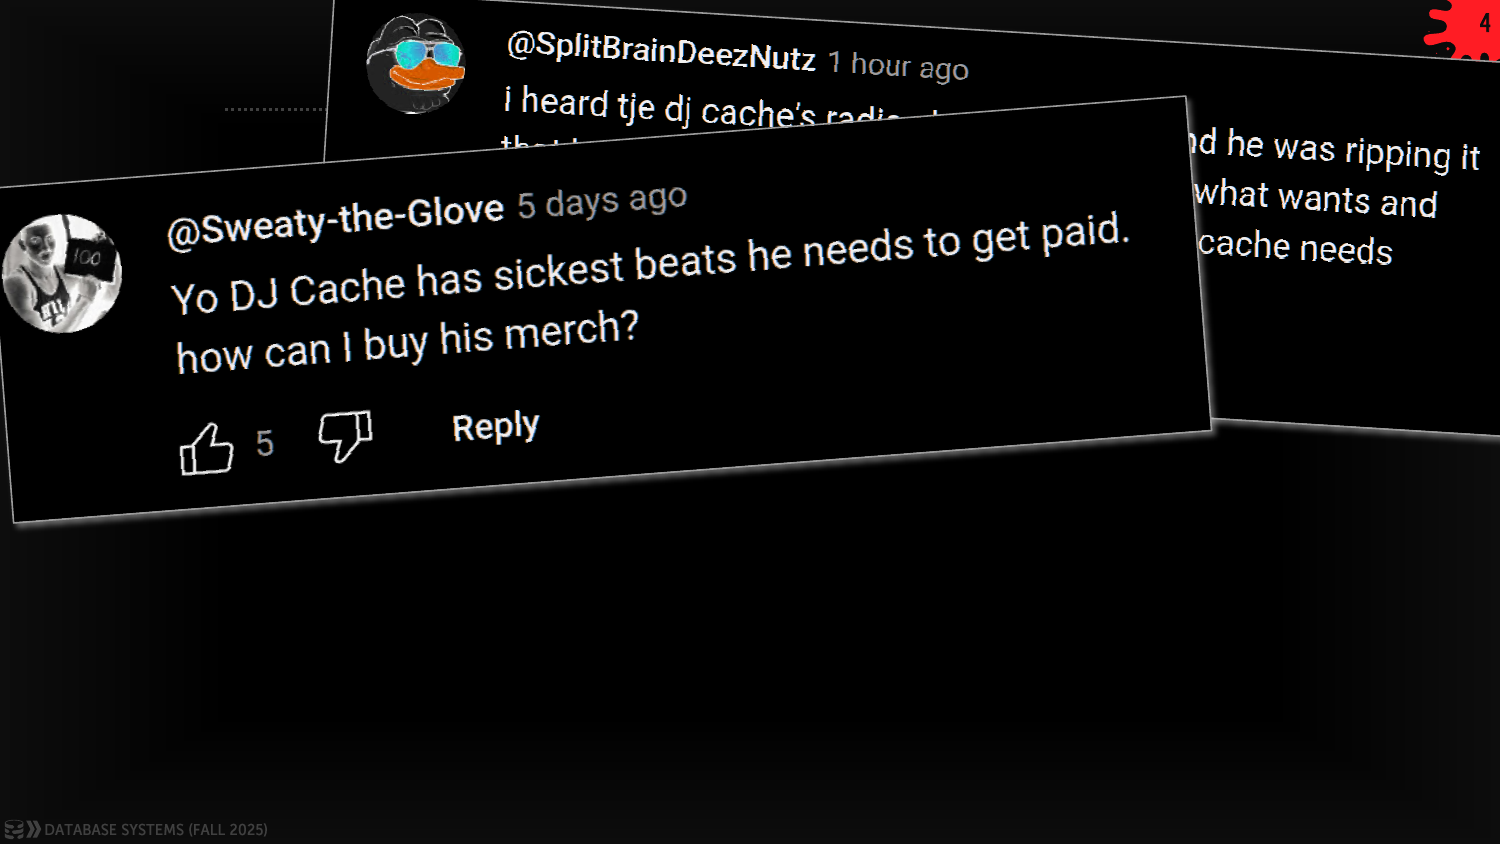 4
@SplitBrainDeezNutz 1 hour ago
i heard tje dj cache's
he was ripping it
what wants and
cache needs
@Sweaty-the-Glove 5 days ago
Yo DJ Cache has sickest beats he needs to get paid.
how can I buy his merch?
5 Reply
100
DATABASE SYSTEMS (FALL 2025)